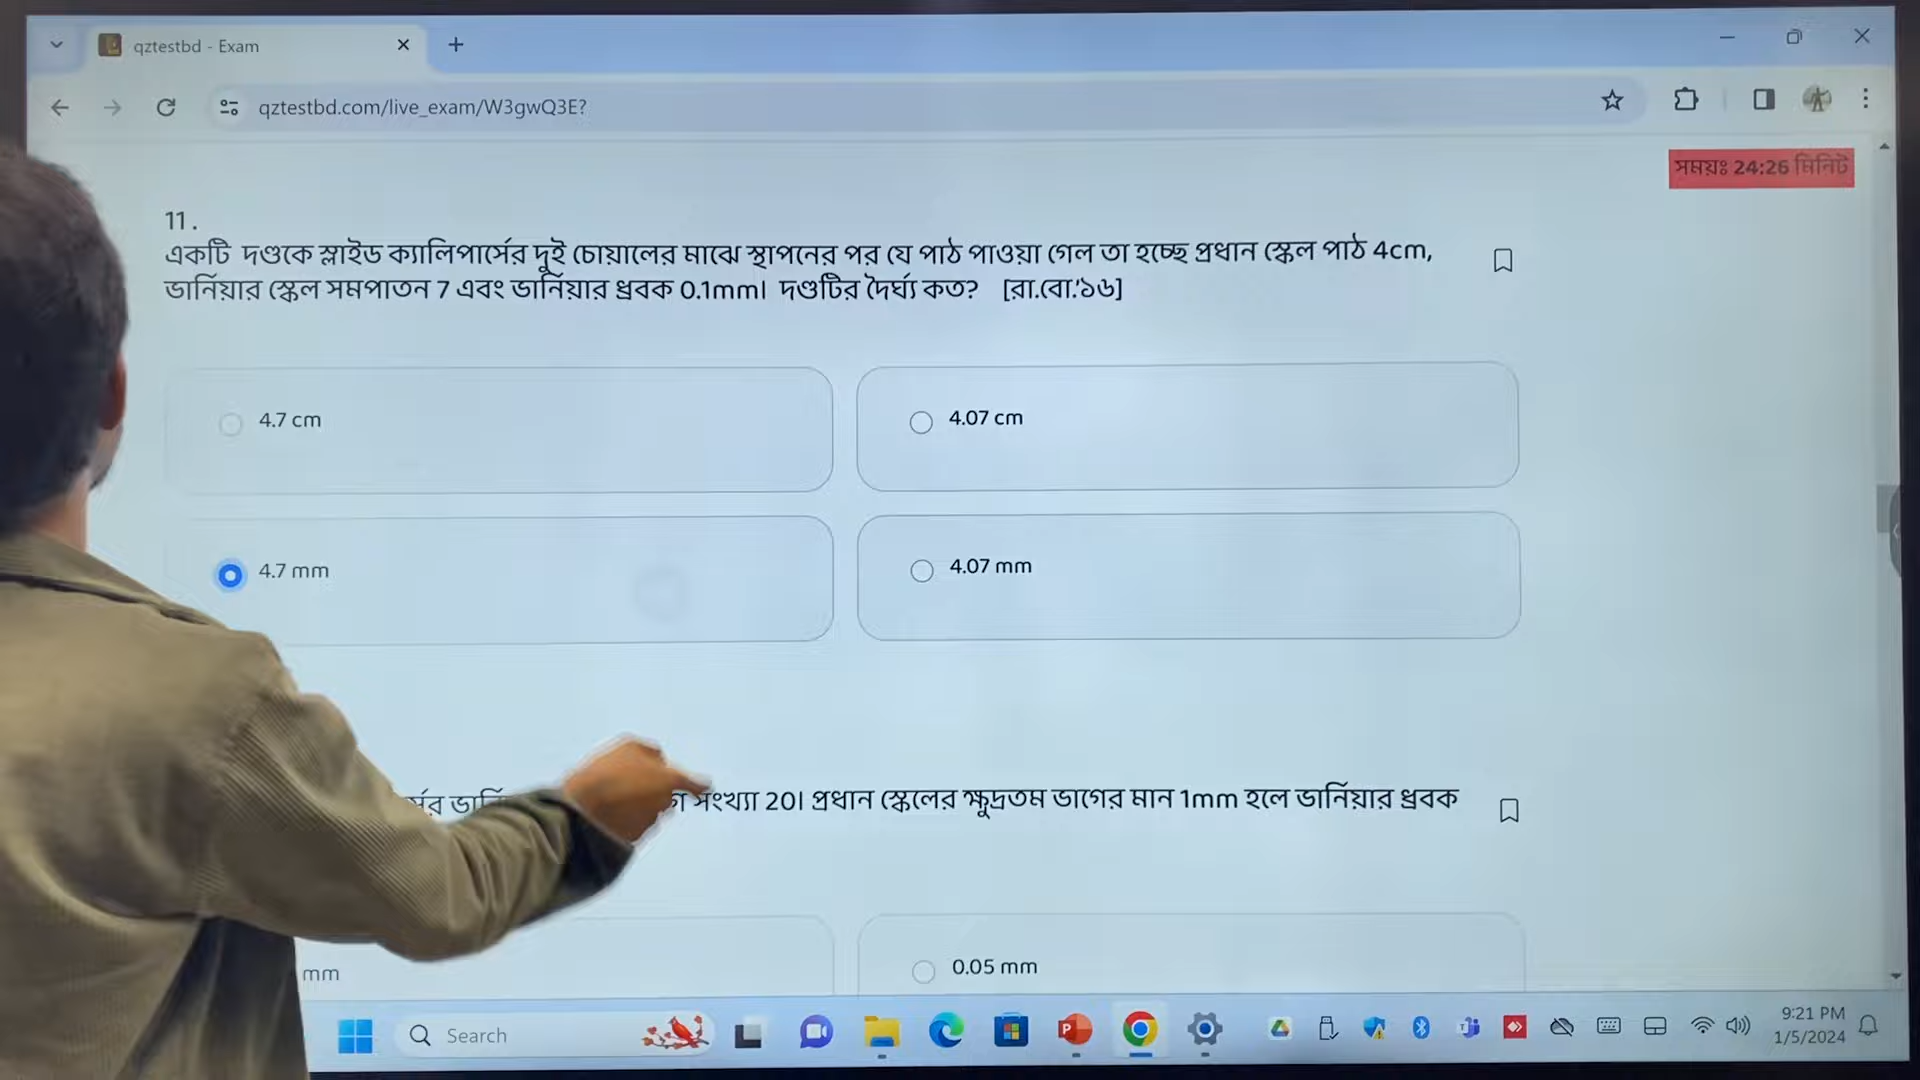 qztestbd - Exam
qztestbd.com/live_exam/W3gwQ3E?
সময়ঃ 24:26 মিনিট
11.
একটি দণ্ডকে স্লাইড ক্যালিপার্সের দুই চোয়ালের মাঝে স্থাপনের পর যে পাঠ পাওয়া গেল তা হচ্ছে প্রধান স্কেল পাঠ 4cm,
ভার্নিয়ার স্কেল সমপাতন 7 এবং ভার্নিয়ার ধ্রবক 0.1mm। দণ্ডটির দৈর্ঘ্য কত? [রা.বো.'১৬]
4.7 cm
4.07 cm
4.7 mm
4.07 mm
সংখ্যা 20। প্রধান স্কেলের ক্ষুদ্রতম ভাগের মান 1mm হলে ভার্নিয়ার ধ্রবক
mm
0.05 mm
Search
9:21 PM
1/5/2024